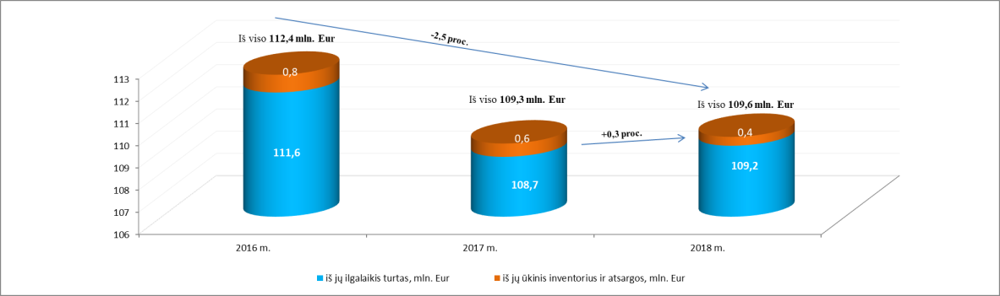 -2,5 proc.
Iš viso 112,4 mln. Eur
0,8
113
112
111
110
109
108
107
106
111,6
Iš viso 109,3 mln. Eur
0,6
108,7
+0,3 proc.
Iš viso 109,6 mln. Eur
0,4
109,2
2016 m.
2017 m.
2018 m.
iš jų ilgalaikis turtas, mln. Eur
iš jų ūkinis inventorius ir atsargos, mln. Eur